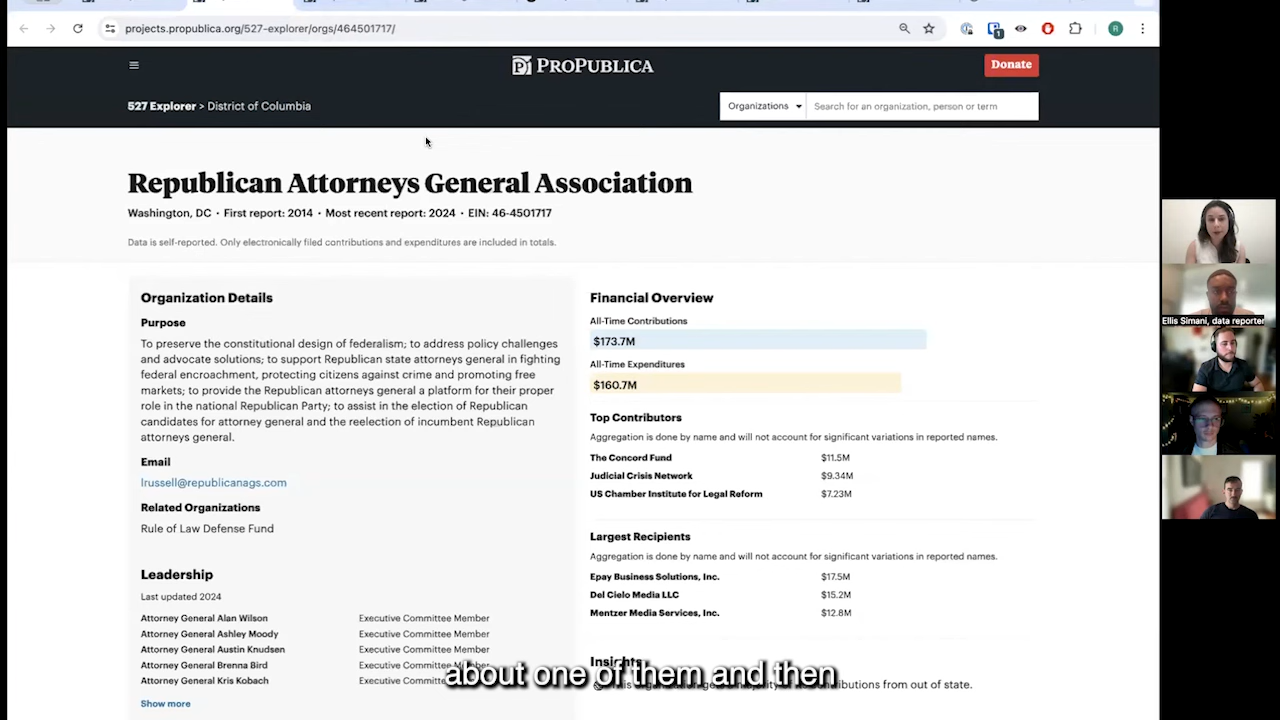 projects.propublica.org/527-explorer/orgs/464501717/
1
R
PROPUBLICA
Donate
527 Explorer > District of Columbia
Organizations
Search for an organization, person or term
Republican Attorneys General Association
Washington, DC · First report: 2014 · Most recent report: 2024 · EIN: 46-4501717
Data is self-reported. Only electronically filed contributions and expenditures are included in totals.
Organization Details
Purpose
To preserve the constitutional design of federalism; to address policy challenges
and advocate solutions; to support Republican state attorneys general in fighting
federal encroachment, protecting citizens against crime and promoting free
markets; to provide the Republican attorneys general a platform for their proper
role in the national Republican Party; to assist in the election of Republican
candidates for attorney general and the reelection of incumbent Republican
attorneys general.
Email
lrussell@republicanags.com
Related Organizations
Rule of Law Defense Fund
Leadership
Last updated 2024
Attorney General Alan Wilson Executive Committee Member
Attorney General Ashley Moody Executive Committee Member
Attorney General Austin Knudsen Executive Committee Member
Attorney General Brenna Bird Executive Committee Member
Attorney General Kris Kobach Executive Committee
Show more
Financial Overview
All-Time Contributions
$173.7M
All-Time Expenditures
$160.7M
Top Contributors
Aggregation is done by name and will not account for significant variations in reported names.
The Concord Fund $11.5M
Judicial Crisis Network $9.34M
US Chamber Institute for Legal Reform $7.23M
Largest Recipients
Aggregation is done by name and will not account for significant variations in reported names.
Epay Business Solutions, Inc. $17.5M
Del Cielo Media LLC $15.2M
Mentzer Media Services, Inc. $12.8M
Insights
contributions from out of state.
about one of them and then
Ellis Simani, data reporter